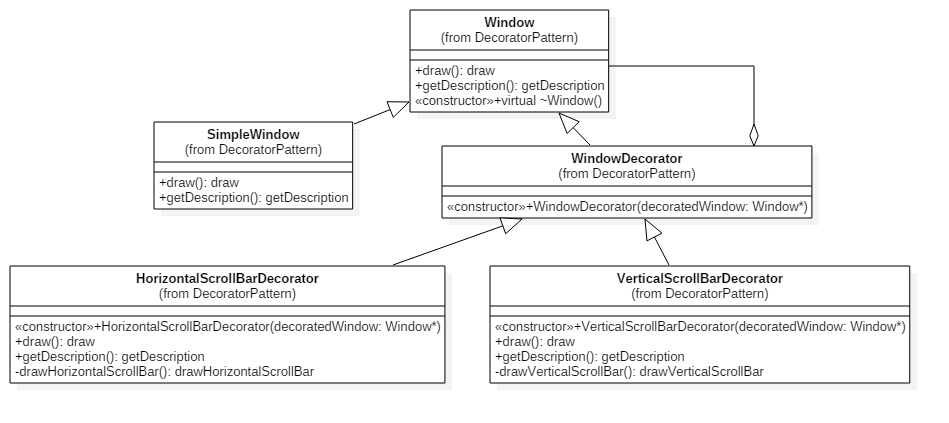 Window
(from DecoratorPattern)
+draw(): draw
+getDescription(): getDescription
«constructor»+virtual ~Window()
SimpleWindow
(from DecoratorPattern)
+draw(): draw
+getDescription(): getDescription
WindowDecorator
(from DecoratorPattern)
«constructor»+WindowDecorator(decoratedWindow: Window*)
HorizontalScrollBarDecorator
(from DecoratorPattern)
«constructor»+HorizontalScrollBarDecorator(decoratedWindow: Window*)
+draw(): draw
+getDescription(): getDescription
-drawHorizontalScrollBar(): drawHorizontalScrollBar
VerticalScrollBarDecorator
(from DecoratorPattern)
«constructor»+VerticalScrollBarDecorator(decoratedWindow: Window*)
+draw(): draw
+getDescription(): getDescription
-drawVerticalScrollBar(): drawVerticalScrollBar